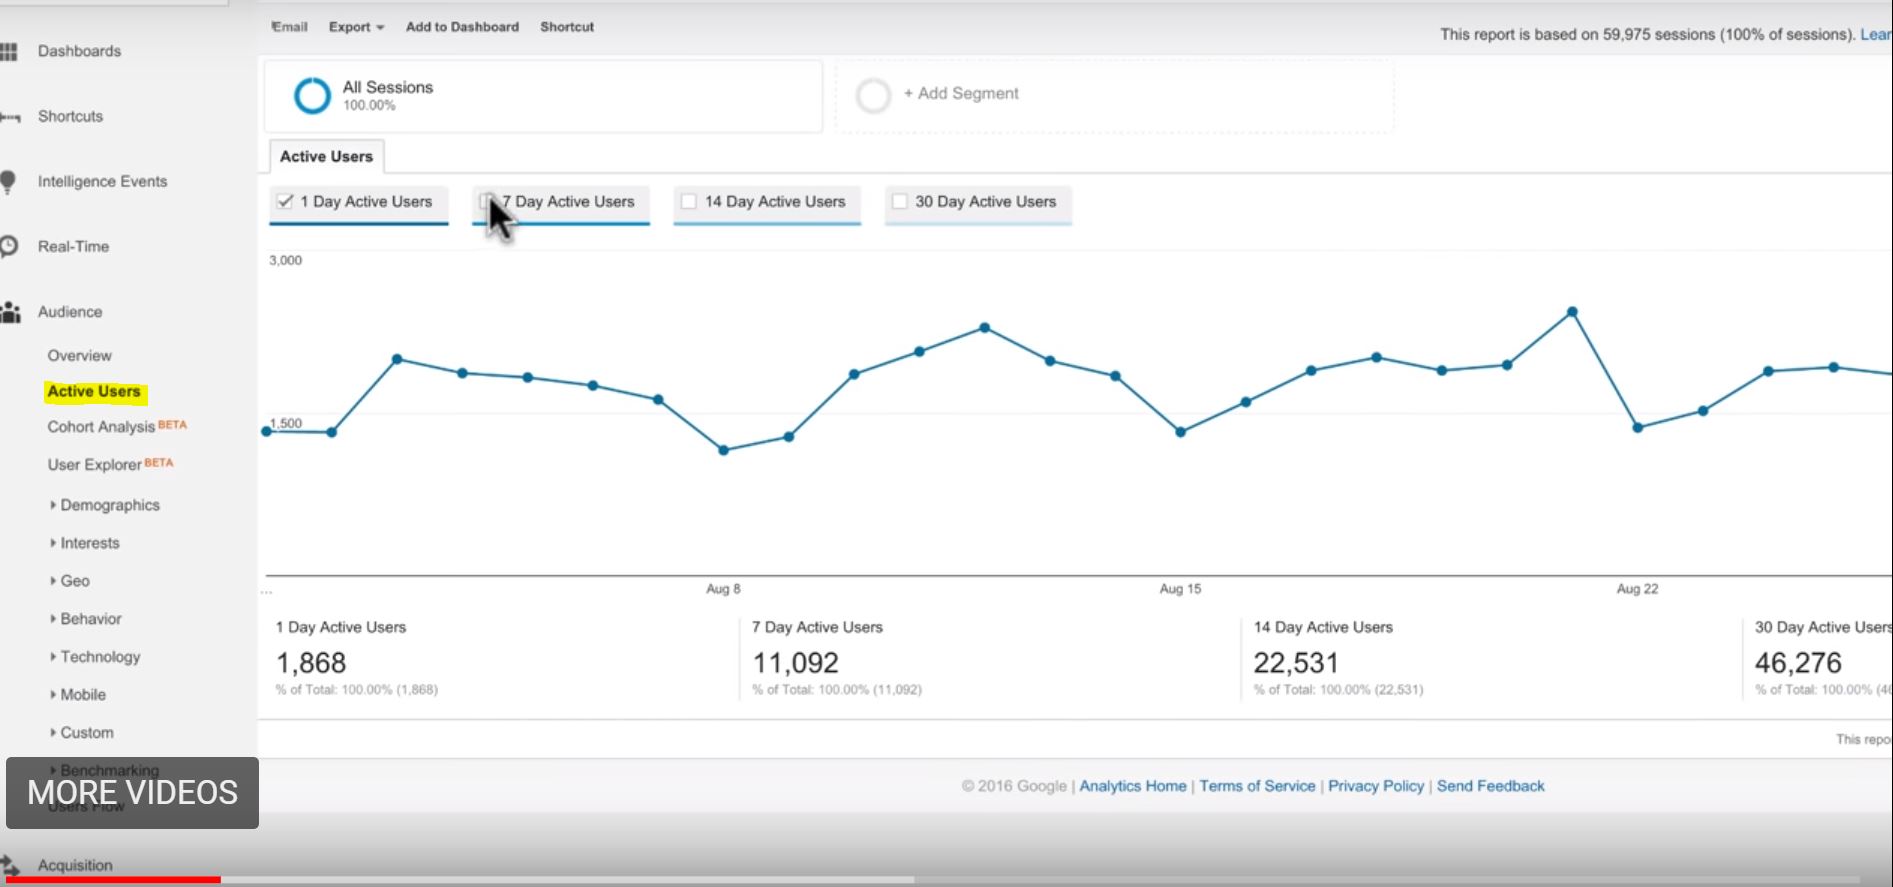 Email Export Add to Dashboard Shortcut
This report is based on 59,975 sessions (100% of sessions). Lear
Dashboards
Shortcuts
Intelligence Events
Real-Time
Audience
Overview
Active Users
Cohort Analysis BETA
User Explorer BETA
Demographics
Interests
Geo
Behavior
Technology
Mobile
Custom
Benchmarking
Users Flow
MORE VIDEOS
Acquisition
All Sessions
100.00%
+ Add Segment
Active Users
1 Day Active Users 7 Day Active Users 14 Day Active Users 30 Day Active Users
3,000
1,500
... Aug 8 Aug 15 Aug 22
1 Day Active Users
1,868
% of Total: 100.00% (1,868)
7 Day Active Users
11,092
% of Total: 100.00% (11,092)
14 Day Active Users
22,531
% of Total: 100.00% (22,531)
30 Day Active Users
46,276
% of Total: 100.00% (46
This repo
© 2016 Google | Analytics Home | Terms of Service | Privacy Policy | Send Feedback